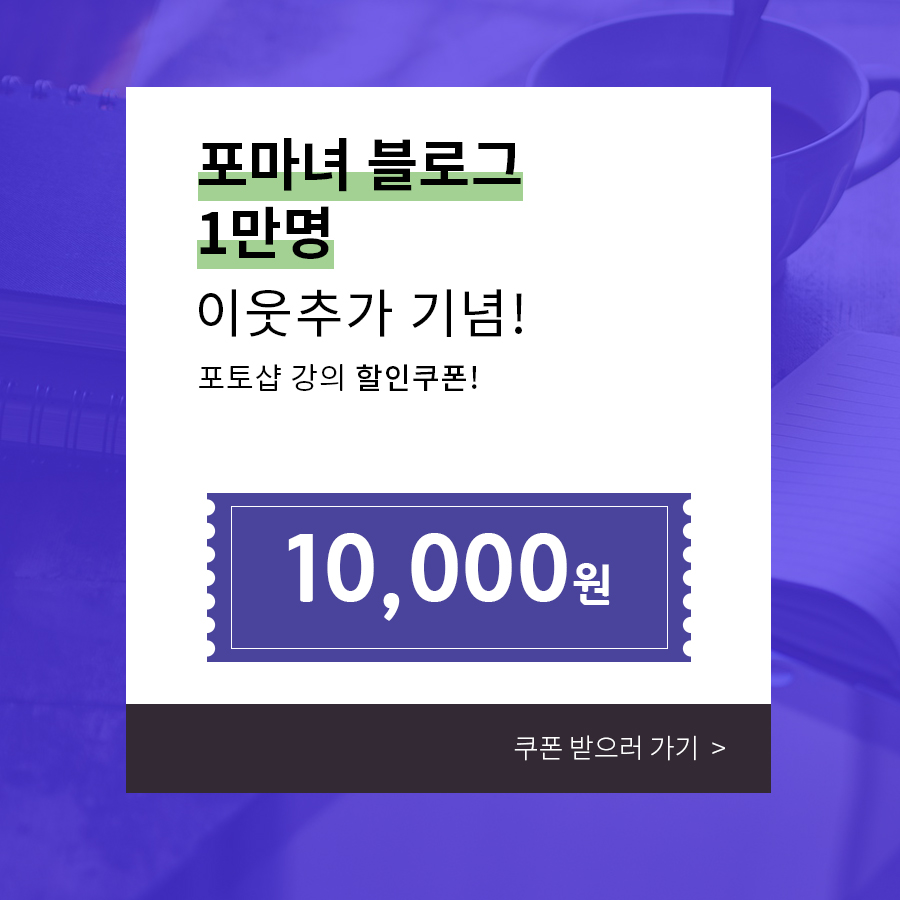 포마녀 블로그
1만명
이웃추가 기념!
포토샵 강의 할인쿠폰!
10,000원
쿠폰 받으러 가기 >